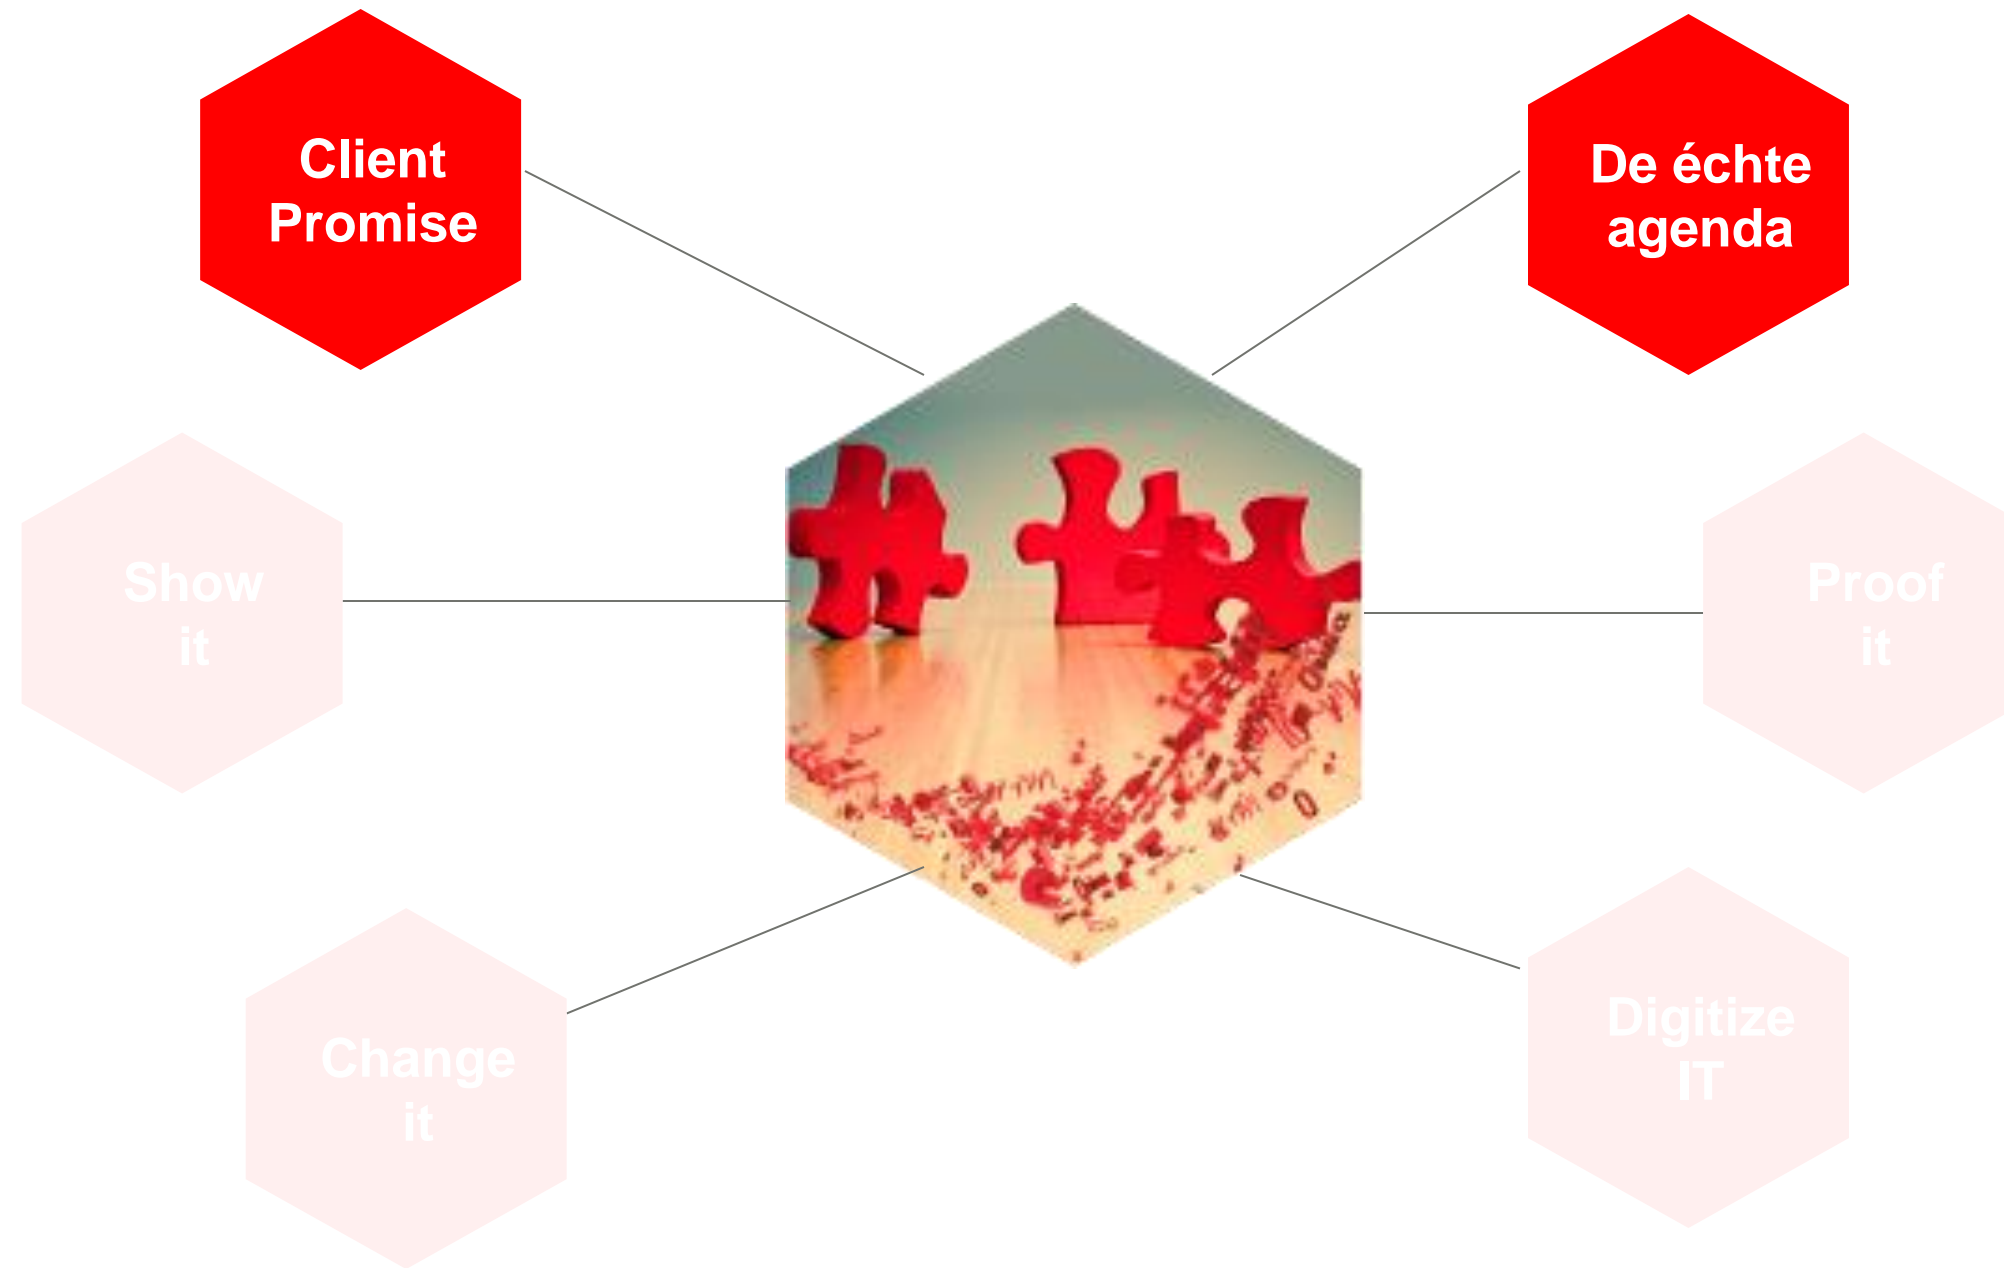 Client
Promise
De échte
agenda
Show
it
Proof
it
Change
it
Digitize
IT